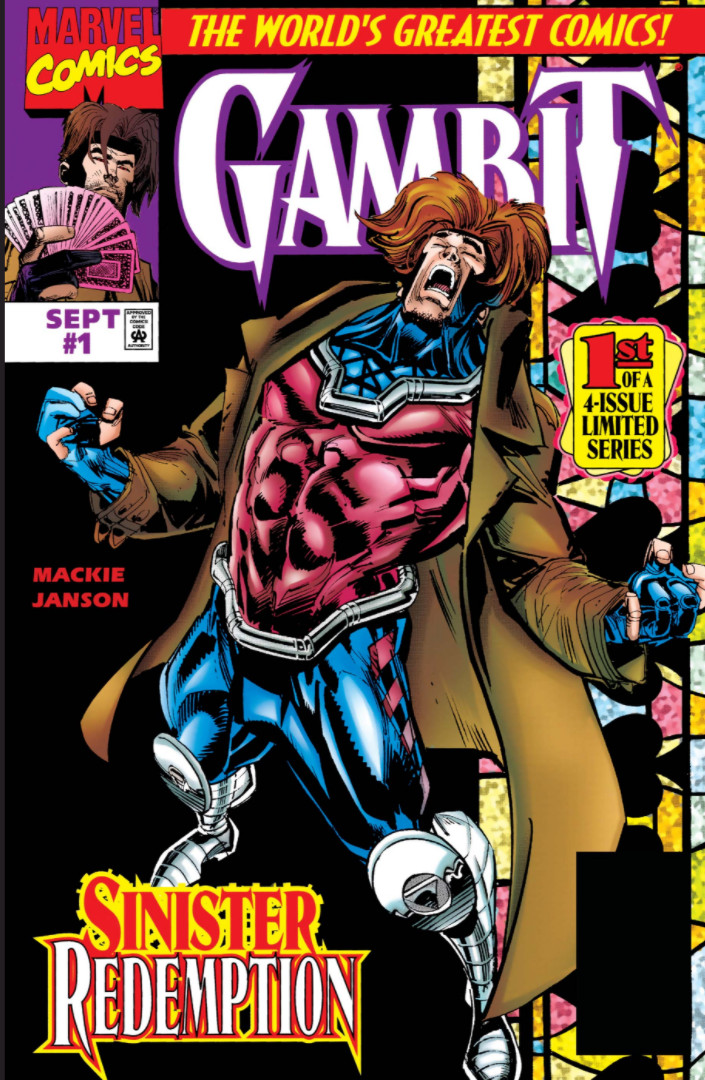 MARVEL
COMICS
THE WORLD'S GREATEST COMICS!
GAMBIT
SEPT
#1
APPROVED
BY THE
COMICS
CODE
AUTHORITY
1st
OF A
4-ISSUE
LIMITED
SERIES
MACKIE
JANSON
SINISTER
REDEMPTION